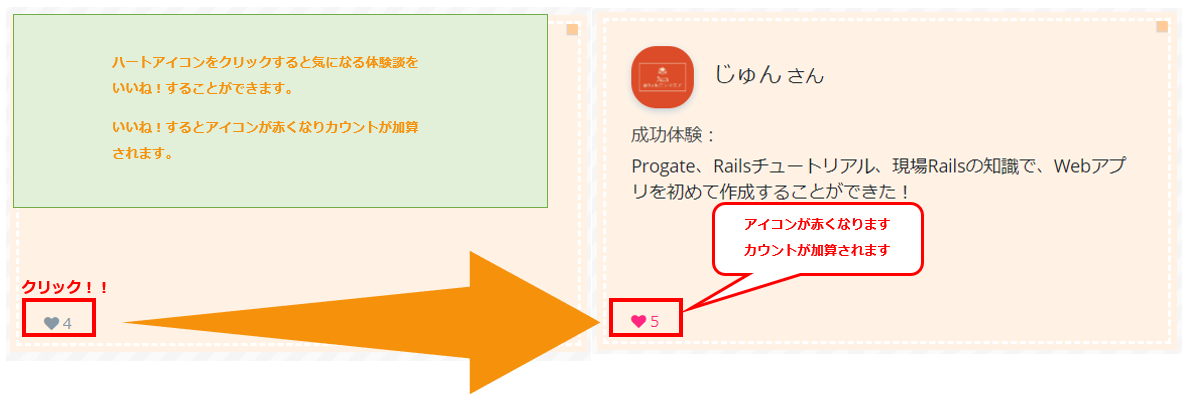 ハートアイコンをクリックすると気になる体験談を
いいね！することができます。
いいね！するとアイコンが赤くなりカウントが加算
されます。
クリック！！
4
じゅん さん
成功体験：
Progate、Railsチュートリアル、現場Railsの知識で、Webアプ
リを初めて作成することができた！
アイコンが赤くなります
カウントが加算されます
5